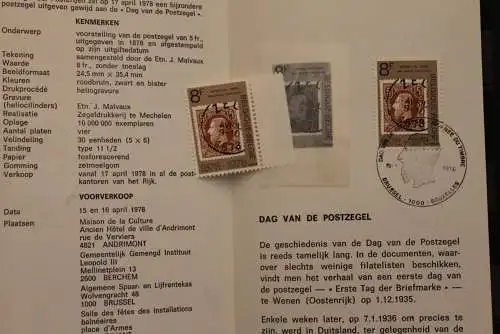 op 17 april 1978 een bijzondere
postzegel uitgeven gewijd aan de « Dag van de Postzegel ».
KENMERKEN
Onderwerp voorstelling van de postzegel van 5 fr.,
uitgegeven in 1878 en afgestempeld
op zijn uitgiftedatum
Tekening samengesteld door de Etn. J. Malvaux
Waarde 8 fr., zonder toeslag
Beeldformaat 24,5 mm × 35,4 mm
Kleuren roodbruin, zwart en bister
Drukprocédé heliogravure
Gravure
(heliocilinders) Etn. J. Malvaux
Realisatie Zegeldrukkerij te Mechelen
Oplage 10 000 000 exemplaren
Aantal platen vier
Velindeling 30 eenheden (5 × 6)
Tanding type 11 1/2
Papier fosforescerend
Gomming zetmeelgom
Verkoop vanaf 17 april 1978 in al de post-
kantoren van het Rijk.
VOORVERKOOP
Data 15 en 16 april 1978
Plaatsen Maison de la Culture
Ancien Hôtel de ville d'Andrimont
rue de Verviers
4821 ANDRIMONT
Gemeentelijk Gemengd Instituut
Leopold III
Mellinetplein 13
2600 BERCHEM
Algemene Spaar en Lijfrentekas
Wolvengracht 48
1000 BRUSSEL
Salle des fêtes des Installations
balnéaires
place d'Armes
8F
8F
BRUSSEL - 1000 - BRUXELLES
DAG VAN DE POSTZEGEL
De geschiedenis van de Dag van de Postzegel
is reeds tamelijk lang. In de documenten, waar-
over slechts weinige filatelisten beschikken,
vindt men het verhaal van een eerste dag van
de postzegel — « Erste Tag der Briefmarke » —
te Wenen (Oostenrijk) op 1.12.1935.
Enkele weken later, op 7.1.1936 om precies te
zijn, werd in Duitsland, ter gelegenheid van de